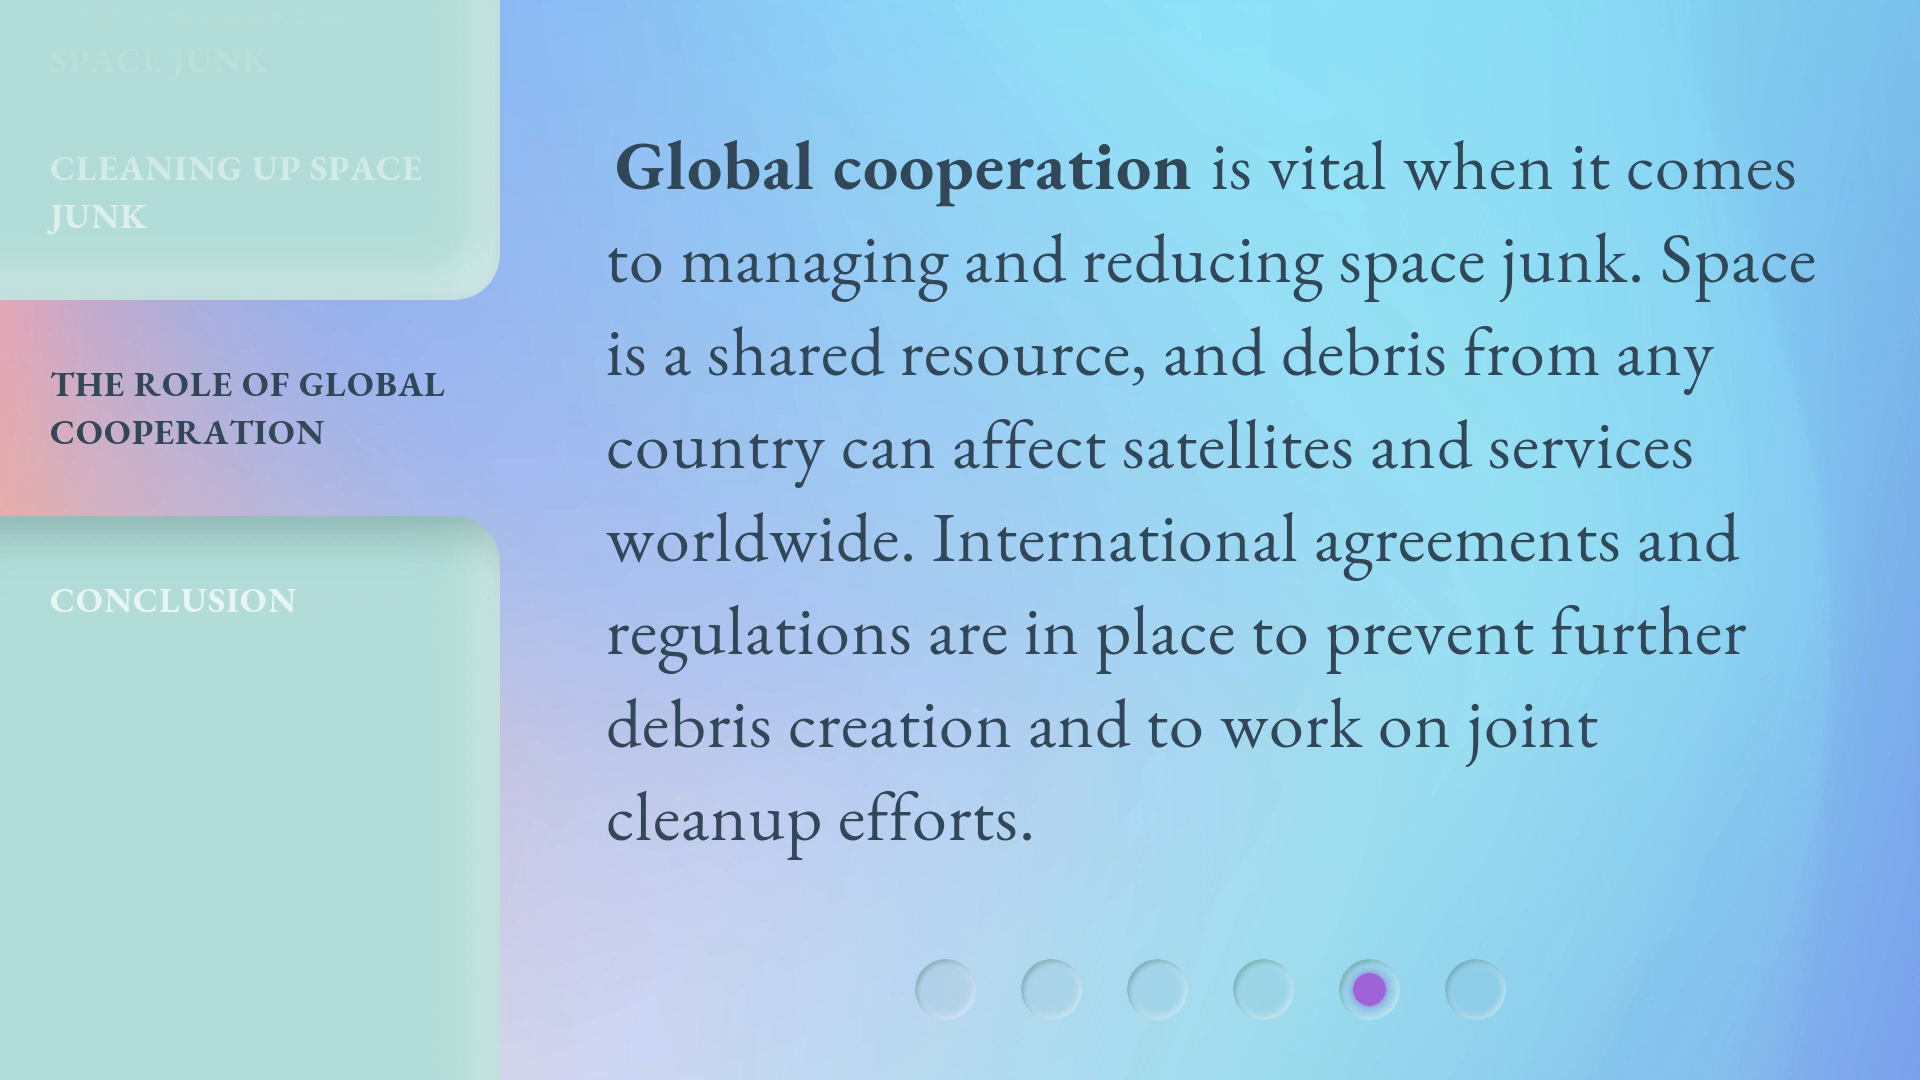 SPACE JUNK
CLEANING UP SPACE
JUNK
THE ROLE OF GLOBAL
COOPERATION
CONCLUSION
Global cooperation is vital when it comes
to managing and reducing space junk. Space
is a shared resource, and debris from any
country can affect satellites and services
worldwide. International agreements and
regulations are in place to prevent further
debris creation and to work on joint
cleanup efforts.